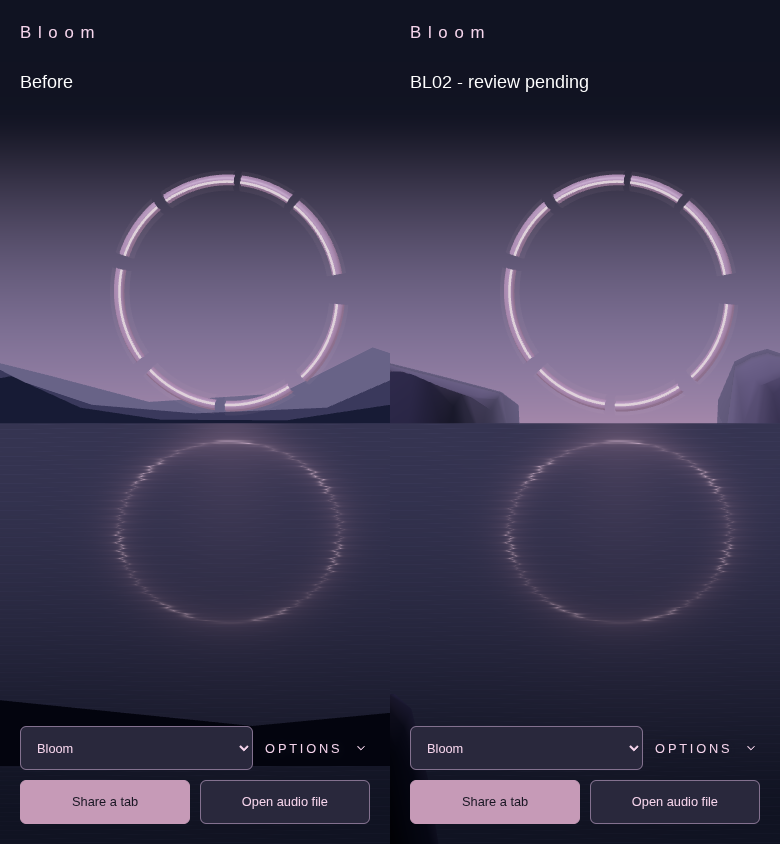 Bloom
Before
Bloom
OPTIONS
Share a tab
Open audio file
Bloom
BL02 - review pending
Bloom
OPTIONS
Share a tab
Open audio file